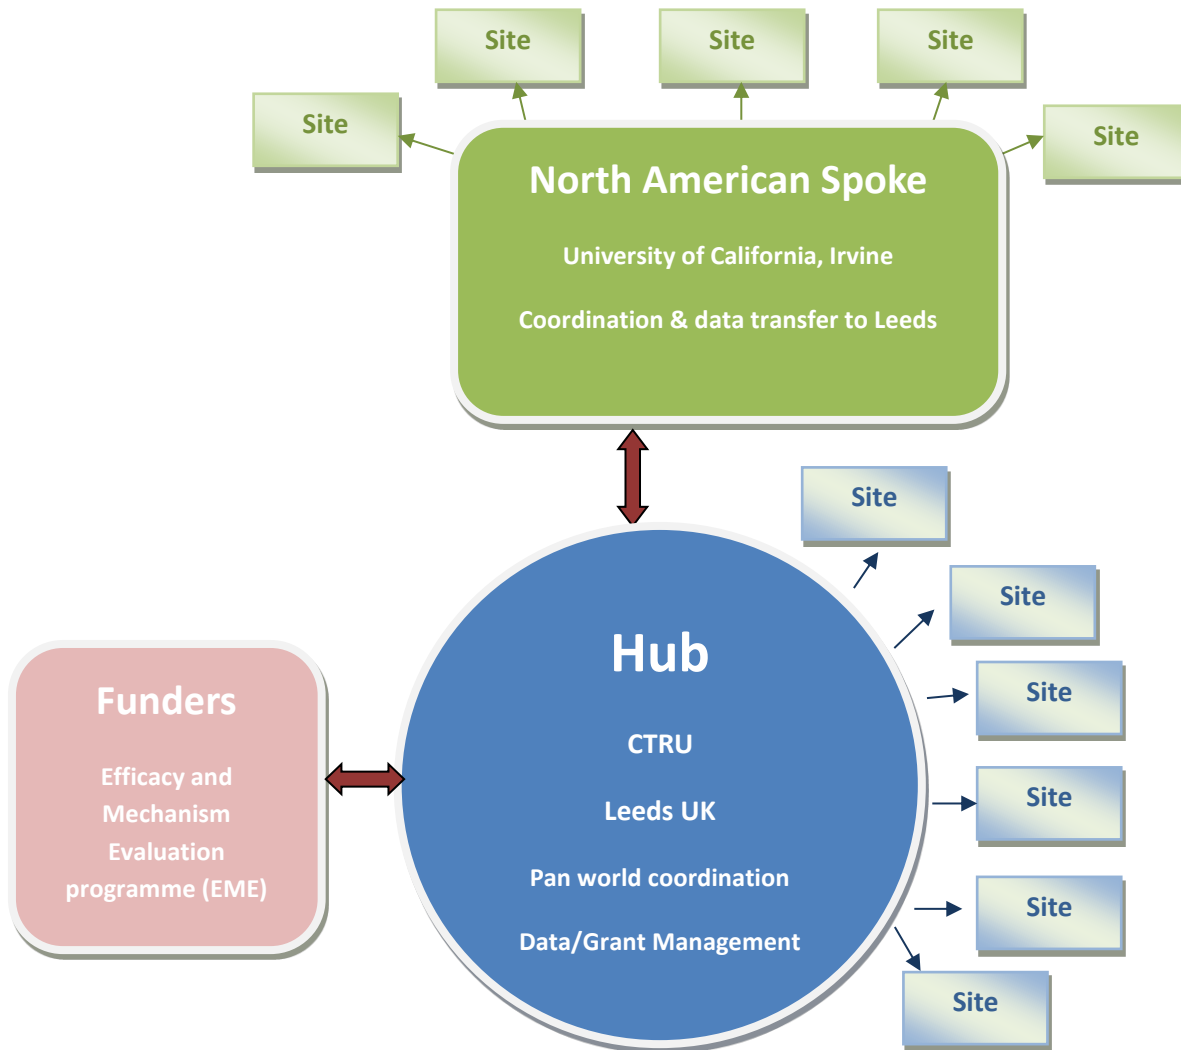 Site
Site
Site
Site
Site
North American Spoke
University of California, Irvine
Coordination & data transfer to Leeds
Site
Site
Site
Site
Site
Site
Hub
CTRU
Leeds UK
Pan world coordination
Data/Grant Management
Funders
Efficacy and
Mechanism
Evaluation
programme (EME)